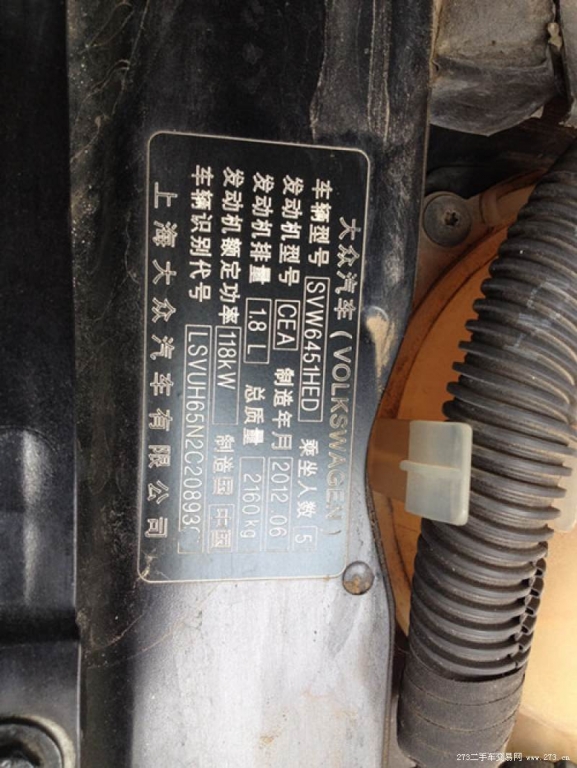 大众汽车(VOLKSWAGEN)
车辆型号 SVW6451HED 乘坐人数 5
发动机型号 CEA 制造年月 2012.06
发动机排量 1.8 L 总质量 2160 kg
发动机额定功率 118kW 制造国 中国
车辆识别代号 LSVUH65N2C20893
上海大众汽车有限公司
273二手车交易网 www.273.cn